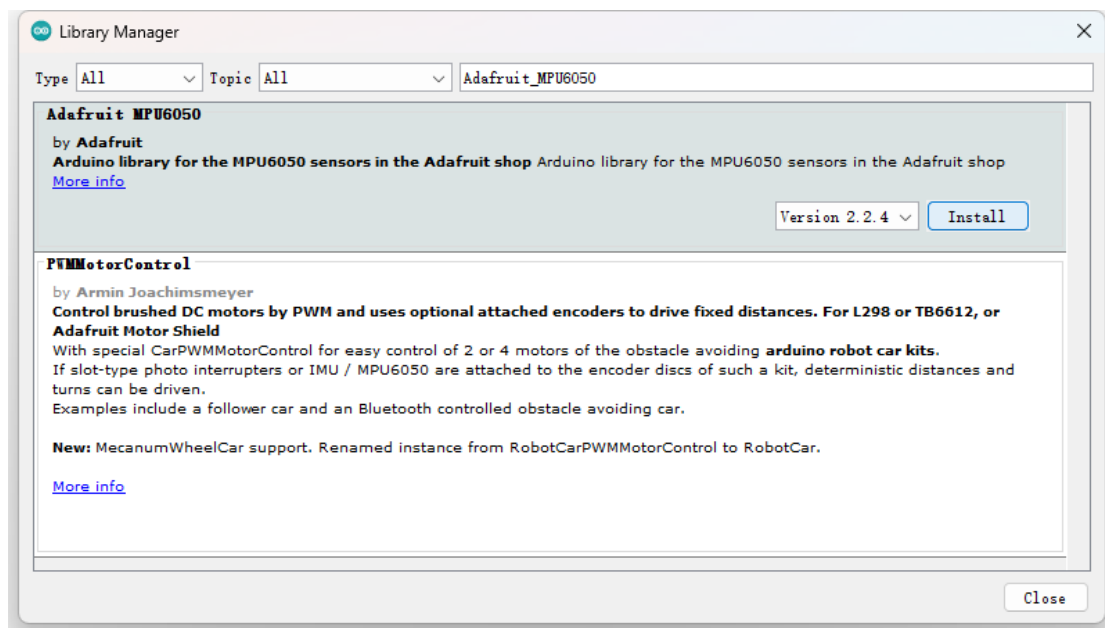 Library Manager
Type All Topic All Adafruit_MPU6050
Adafruit MPU6050
by Adafruit
Arduino library for the MPU6050 sensors in the Adafruit shop Arduino library for the MPU6050 sensors in the Adafruit shop
More info
Version 2.2.4 Install
PWMMotorControl
by Armin Joachimsmeyer
Control brushed DC motors by PWM and uses optional attached encoders to drive fixed distances. For L298 or TB6612, or
Adafruit Motor Shield
With special CarPWMMotorControl for easy control of 2 or 4 motors of the obstacle avoiding arduino robot car kits.
If slot-type photo interrupters or IMU / MPU6050 are attached to the encoder discs of such a kit, deterministic distances and
turns can be driven.
Examples include a follower car and an Bluetooth controlled obstacle avoiding car.
New: MecanumWheelCar support. Renamed instance from RobotCarPWMMotorControl to RobotCar.
More info
Close